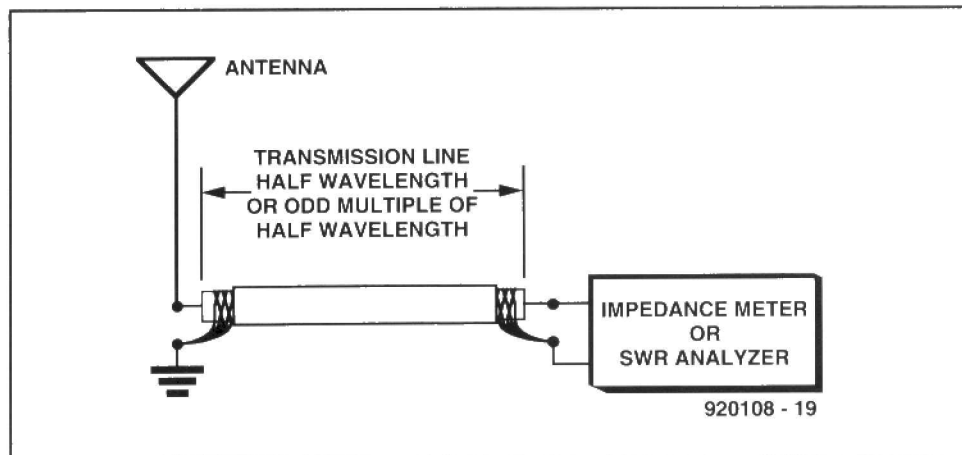 ANTENNA
TRANSMISSION LINE
HALF WAVELENGTH
OR ODD MULTIPLE OF
HALF WAVELENGTH
IMPEDANCE METER
OR
SWR ANALYZER
920108 - 19